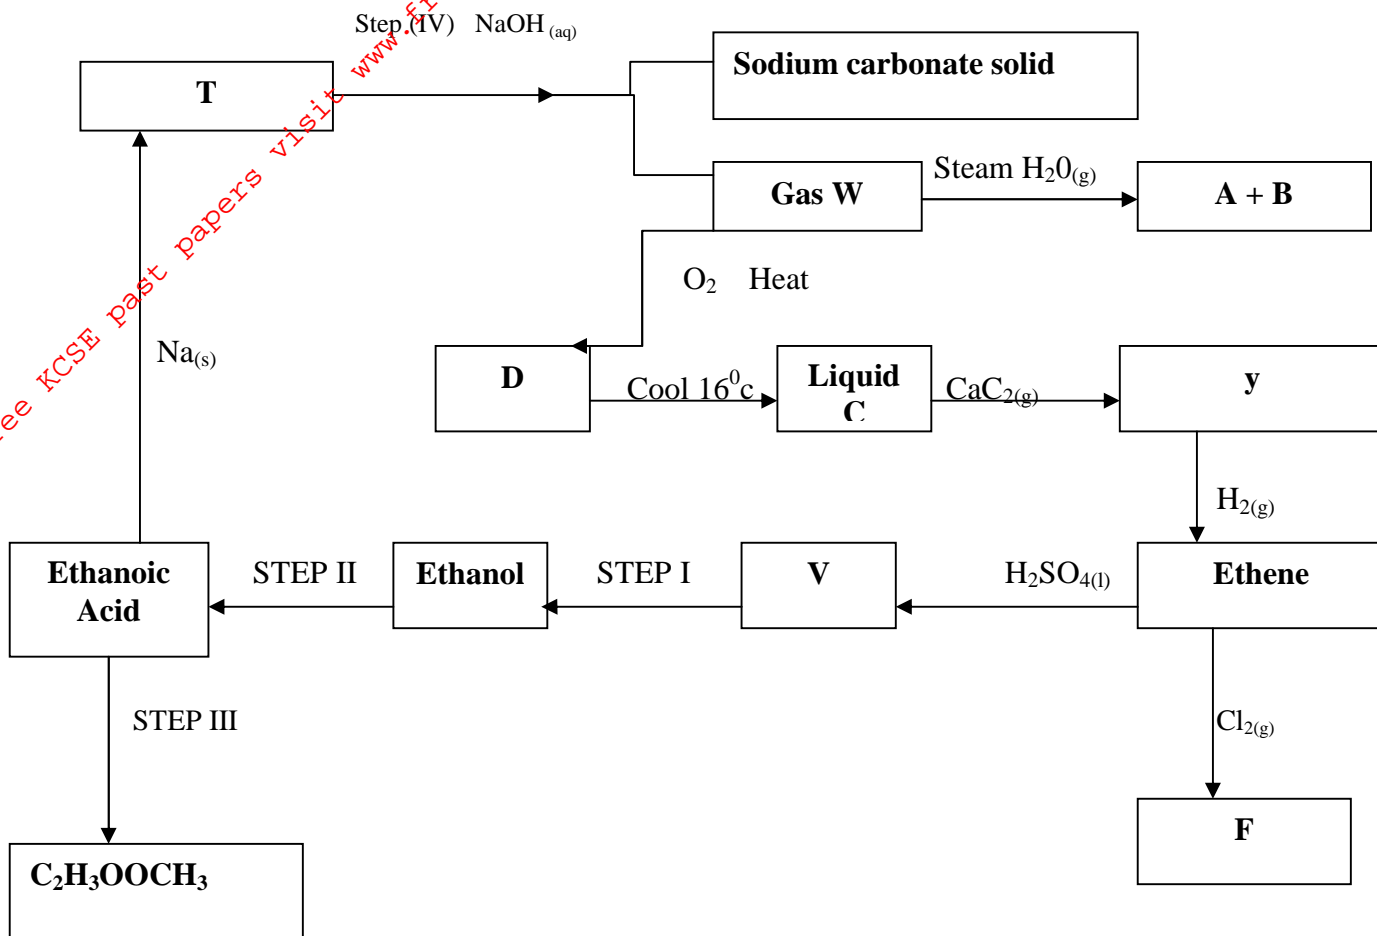 Step (IV) NaOH (aq)
Sodium carbonate solid
T
Gas W
Steam H₂0(g)
A + B
O₂ Heat
Na(s)
D
Cool 16⁰c
Liquid
C
CaC₂(g)
y
H₂(g)
Ethanoic
Acid
STEP II
Ethanol
STEP I
V
H₂SO₄(l)
Ethene
STEP III
Cl₂(g)
F
C₂H₃OOCH₃
ee KCSE past papers visit www.fr